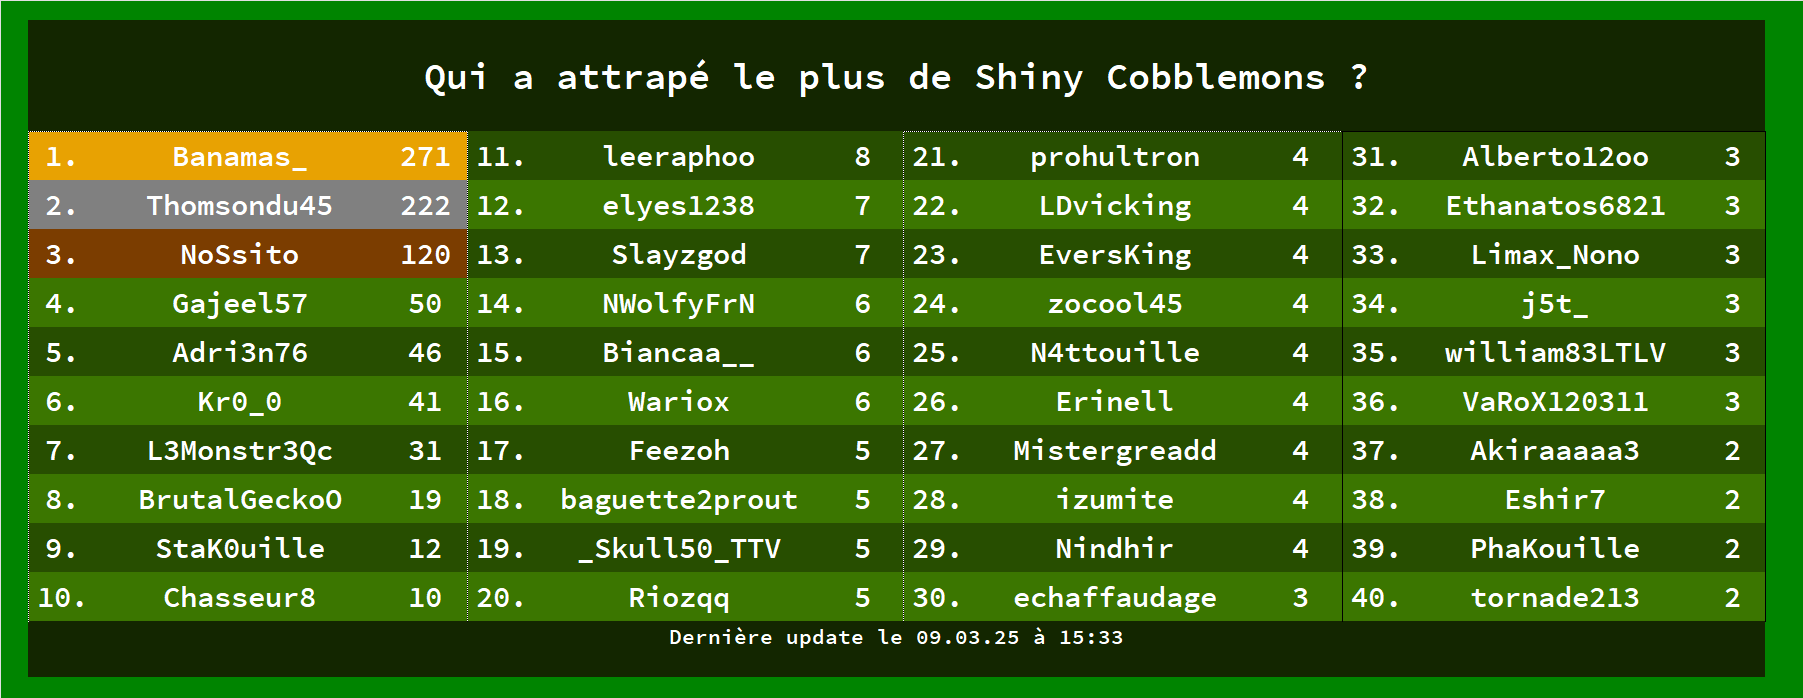 Qui a attrapé le plus de Shiny Cobblemons ?
1. Banamas_ 271 11. leeraphoo 8 21. prohultron 4 31. Alberto12oo 3
2. Thomsondu45 222 12. elyes1238 7 22. LDvicking 4 32. Ethanatos6821 3
3. NoSsito 120 13. Slayzgod 7 23. EversKing 4 33. Limax_Nono 3
4. Gajeel57 50 14. NWolfyFrN 6 24. zocool45 4 34. j5t_ 3
5. Adri3n76 46 15. Biancaa__ 6 25. N4ttouille 4 35. william83LTLV 3
6. Kr0_0 41 16. Wariox 6 26. Erinell 4 36. VaRoX120311 3
7. L3Monstr3Qc 31 17. Feezoh 5 27. Mistergreadd 4 37. Akiraaaaa3 2
8. BrutalGeckoO 19 18. baguette2prout 5 28. izumite 4 38. Eshir7 2
9. StaK0uille 12 19. _Skull50_TTV 5 29. Nindhir 4 39. PhaKouille 2
10. Chasseur8 10 20. Riozqq 5 30. echaffaudage 3 40. tornade213 2
Dernière update le 09.03.25 à 15:33